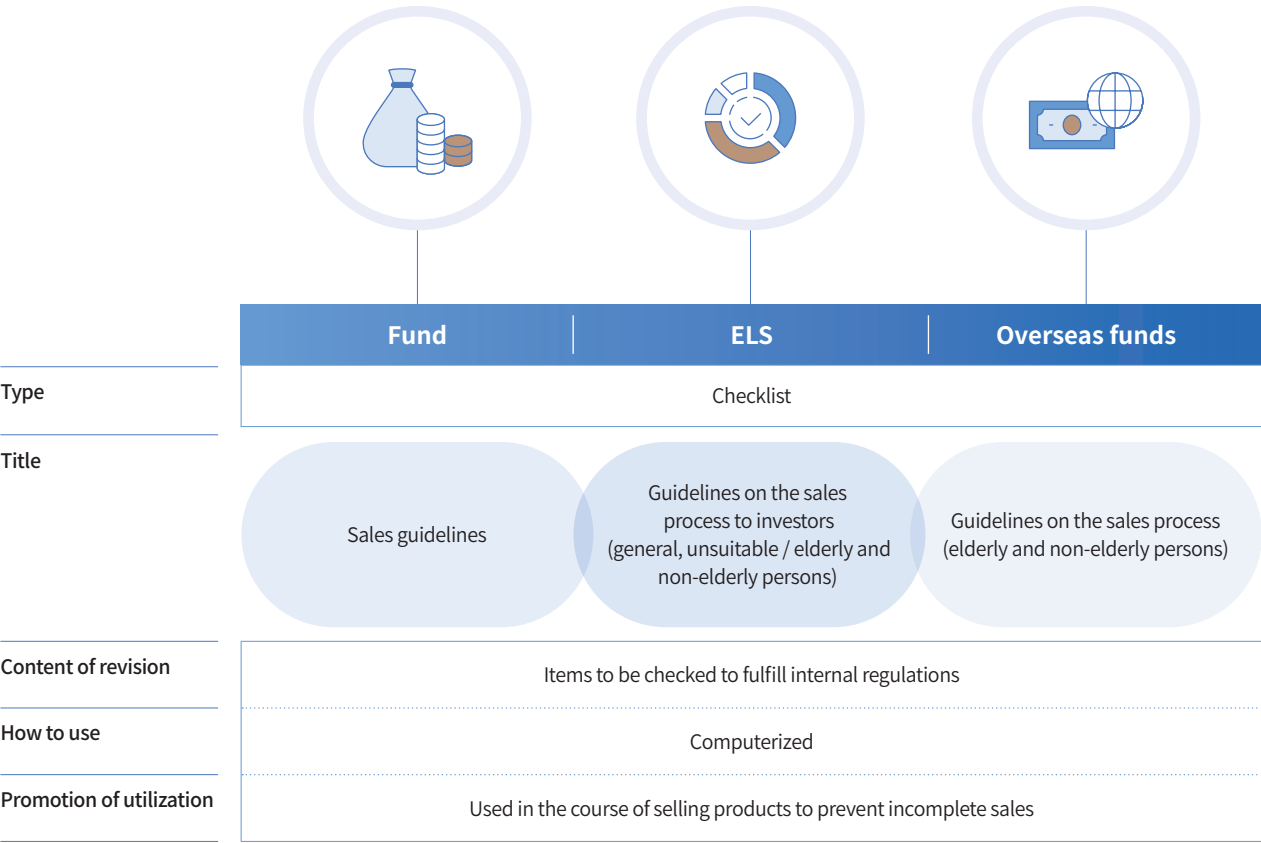 Fund
ELS
Overseas funds
Type
Checklist
Title
Sales guidelines
Guidelines on the sales
process to investors
(general, unsuitable / elderly and
non-elderly persons)
Guidelines on the sales process
(elderly and non-elderly persons)
Content of revision
Items to be checked to fulfill internal regulations
How to use
Computerized
Promotion of utilization
Used in the course of selling products to prevent incomplete sales